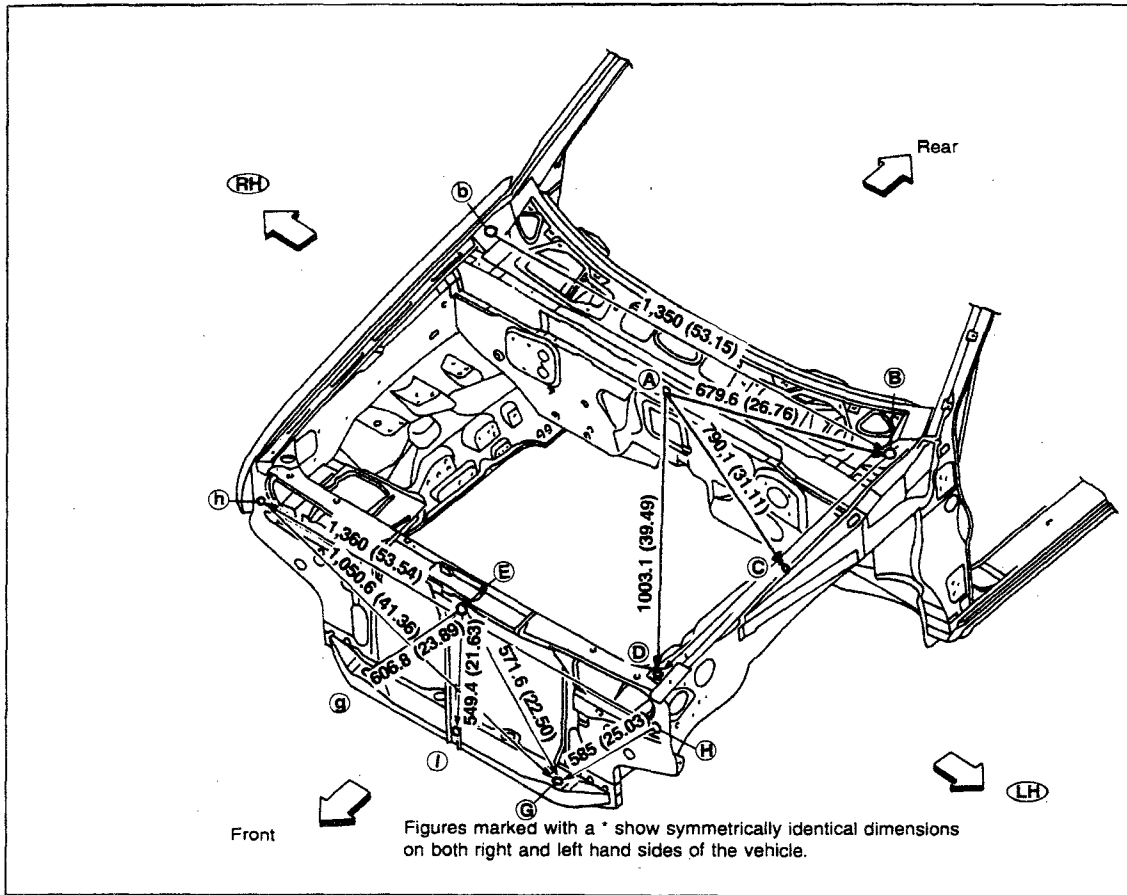 Rear
RH
b
1,350 (53.15)
A
B
679.6 (26.76)
790.1 (31.11)
h
1003.1 (39.49)
1,360 (53.54)
1,050.6 (41.36)
E
C
D
606.8 (23.89)
549.4 (21.63)
571.6 (22.50)
585 (25.03)
g
H
i
G
LH
Front
Figures marked with a * show symmetrically identical dimensions
on both right and left hand sides of the vehicle.